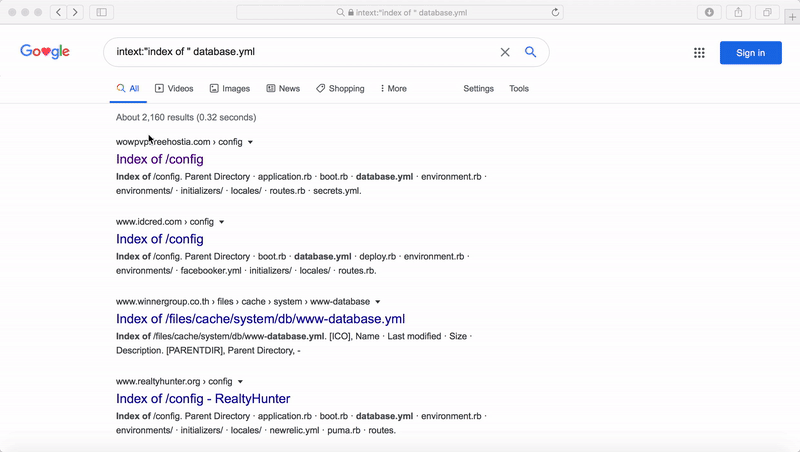 intext:"index of " database.yml
Google
intext:"index of " database.yml
Sign in
All
Videos
Images
News
Shopping
More
Settings
Tools
About 2,160 results (0.32 seconds)
wowpvp.freehostia.com › config
Index of /config
Index of /config. Parent Directory · application.rb · boot.rb · database.yml · environment.rb ·
environments/ · initializers/ · locales/ · routes.rb · secrets.yml.
www.idcred.com › config
Index of /config
Index of /config. Parent Directory · boot.rb · database.yml · deploy.rb · environment.rb ·
environments/ · facebooker.yml · initializers/ · locales/ · routes.rb.
www.winnergroup.co.th › files › cache › system › www-database
Index of /files/cache/system/db/www-database.yml
Index of /files/cache/system/db/www-database.yml. [ICO], Name · Last modified · Size ·
Description. [PARENTDIR], Parent Directory, -
www.realtyhunter.org › config
Index of /config - RealtyHunter
Index of /config. Parent Directory · application.rb · boot.rb · database.yml · environment.rb ·
environments/ · initializers/ · locales/ · newrelic.yml · puma.rb · routes.